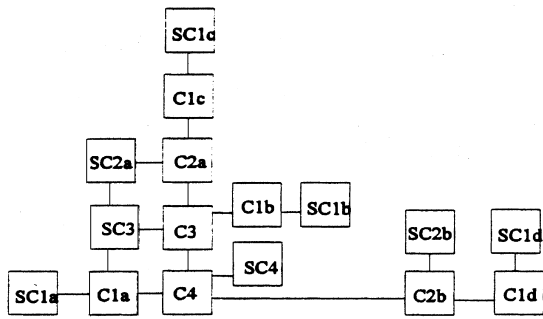 SC1c
C1c
SC2a C2a
C1b SC1b
SC3 C3 SC2b SC1d
SC4
SC1a C1a C4 C2b C1d